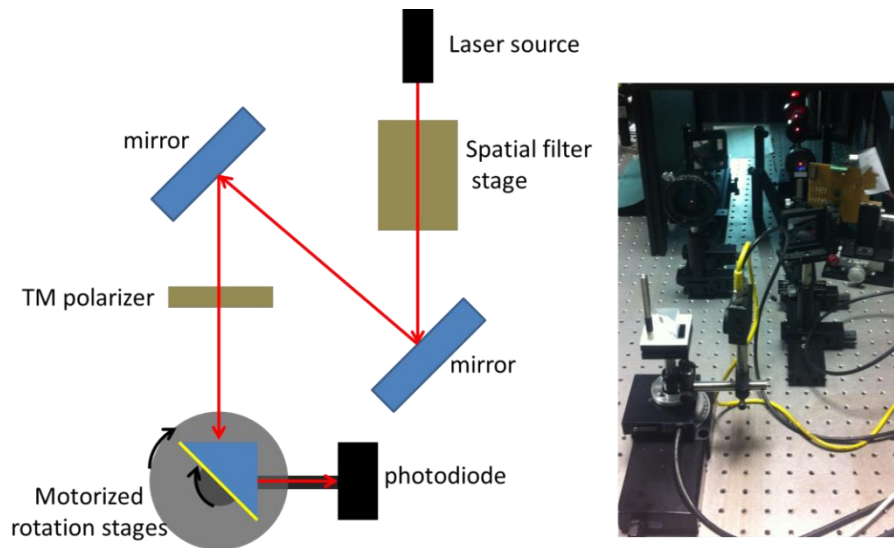 Laser source
mirror
Spatial filter
stage
TM polarizer
mirror
photodiode
Motorized
rotation stages